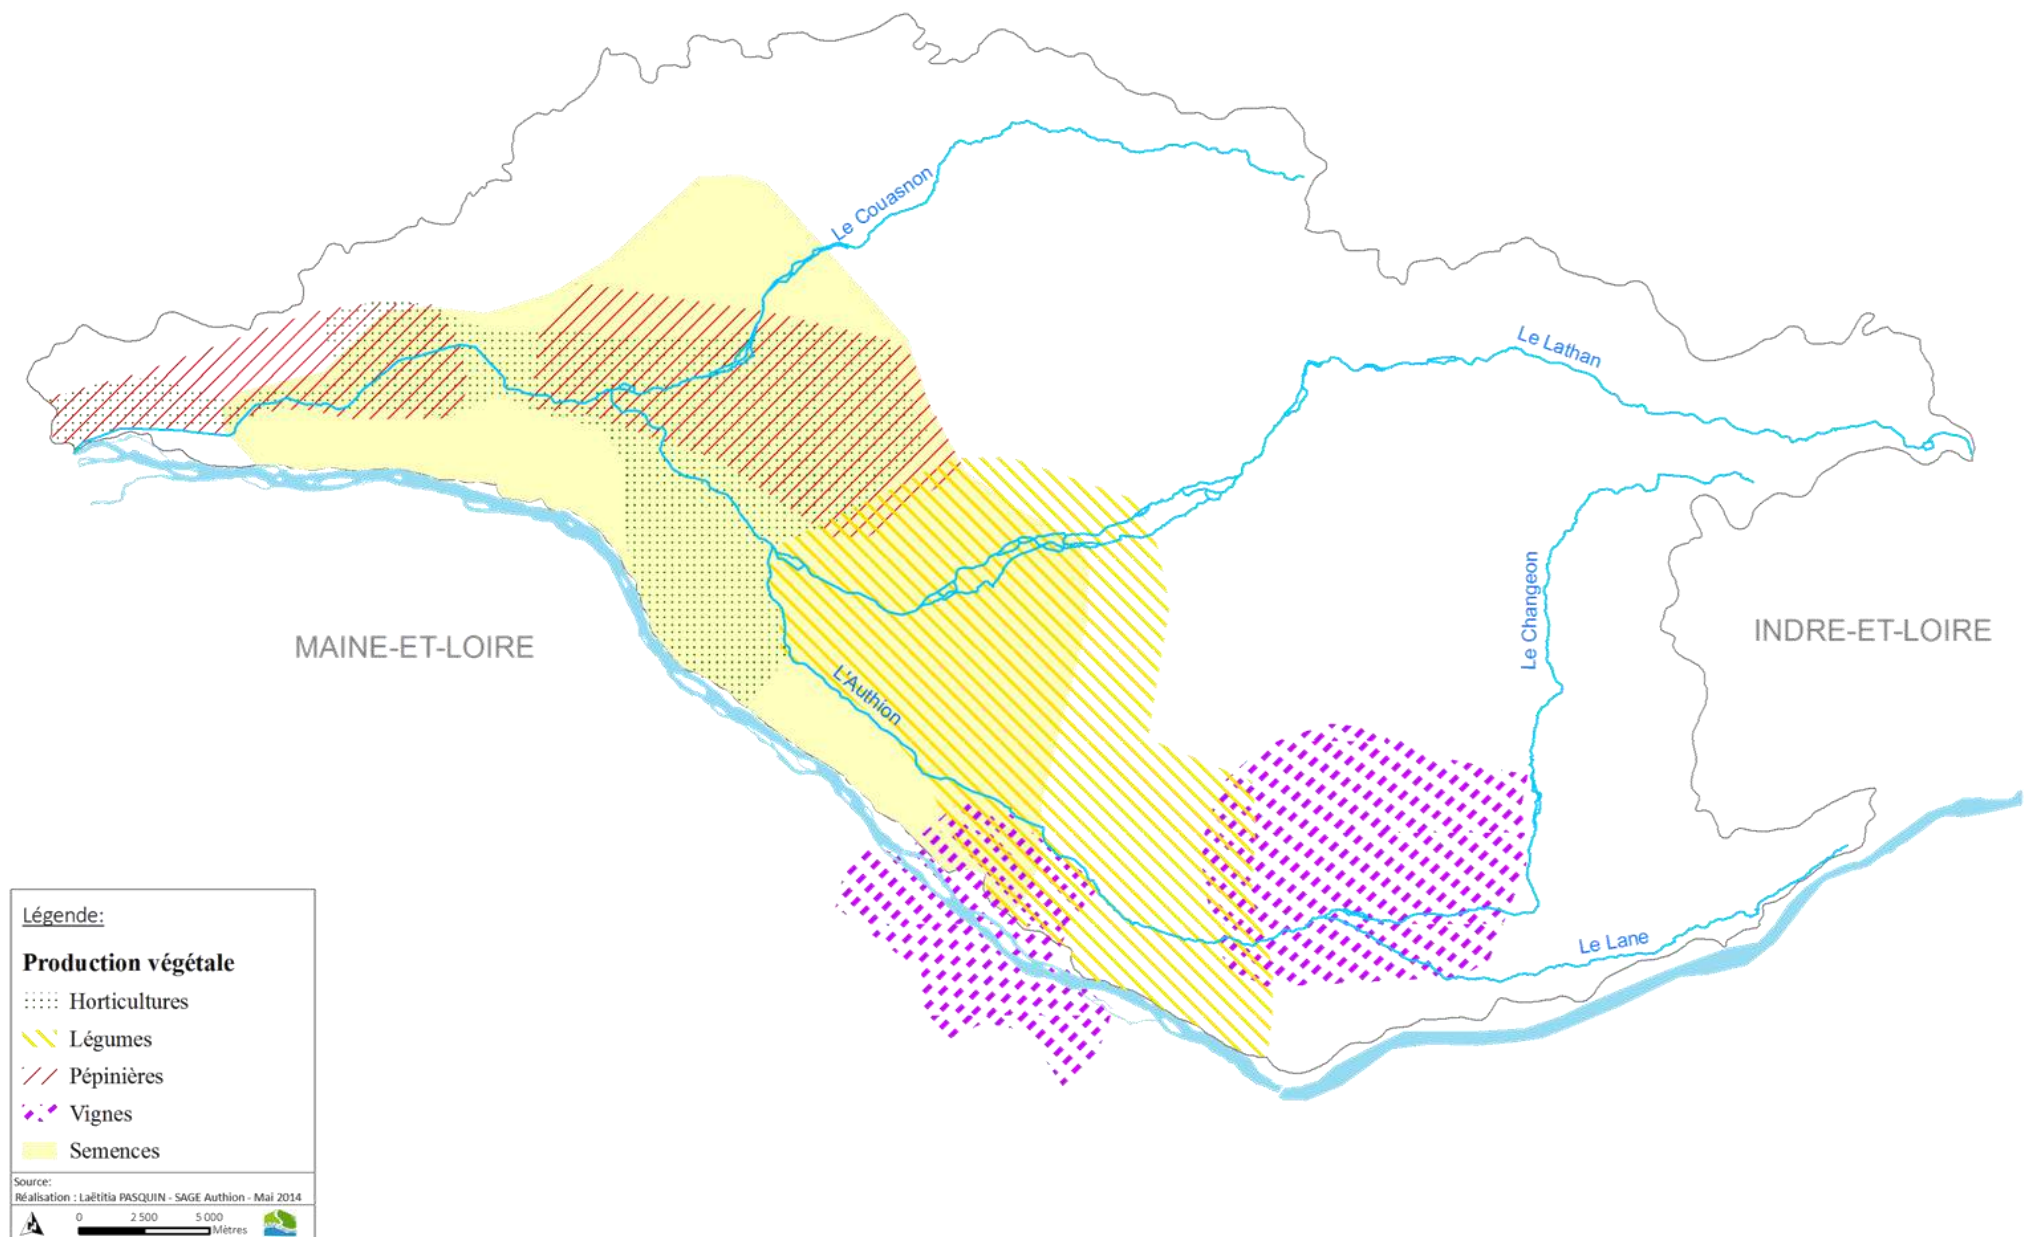 Le Couasnon
Le Lathan
Le Changeon
MAINE-ET-LOIRE
INDRE-ET-LOIRE
L'Authion
Le Lane
Légende:
Production végétale
Horticultures
Légumes
Pépinières
Vignes
Semences
Source:
Réalisation : Laëtitia PASQUIN - SAGE Authion - Mai 2014
0 2 500 5 000
Mètres